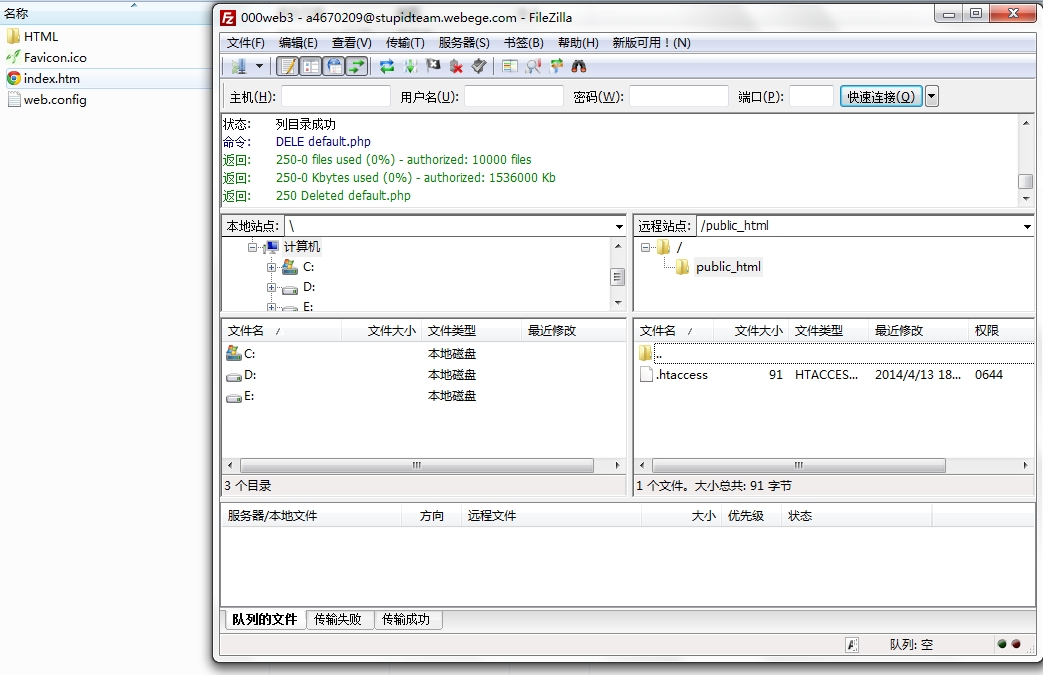 名称
HTML
Favicon.ico
index.htm
web.config
000web3 - a4670209@stupidteam.webege.com - FileZilla
文件(F) 编辑(E) 查看(V) 传输(T) 服务器(S) 书签(B) 帮助(H) 新版可用！(N)
主机(H): 用户名(U): 密码(W): 端口(P): 快速连接(Q)
状态: 列目录成功
命令: DELE default.php
返回: 250-0 files used (0%) - authorized: 10000 files
返回: 250-0 Kbytes used (0%) - authorized: 1536000 Kb
返回: 250 Deleted default.php
本地站点: \
计算机
C:
D:
E:
远程站点: /public_html
/
public_html
文件名 / 文件大小 文件类型 最近修改
C: 本地磁盘
D: 本地磁盘
E: 本地磁盘
3 个目录
文件名 / 文件大小 文件类型 最近修改 权限
..
.htaccess 91 HTACCES... 2014/4/13 18... 0644
1 个文件。大小总共: 91 字节
服务器/本地文件 方向 远程文件 大小 优先级 状态
队列的文件 传输失败 传输成功
队列: 空